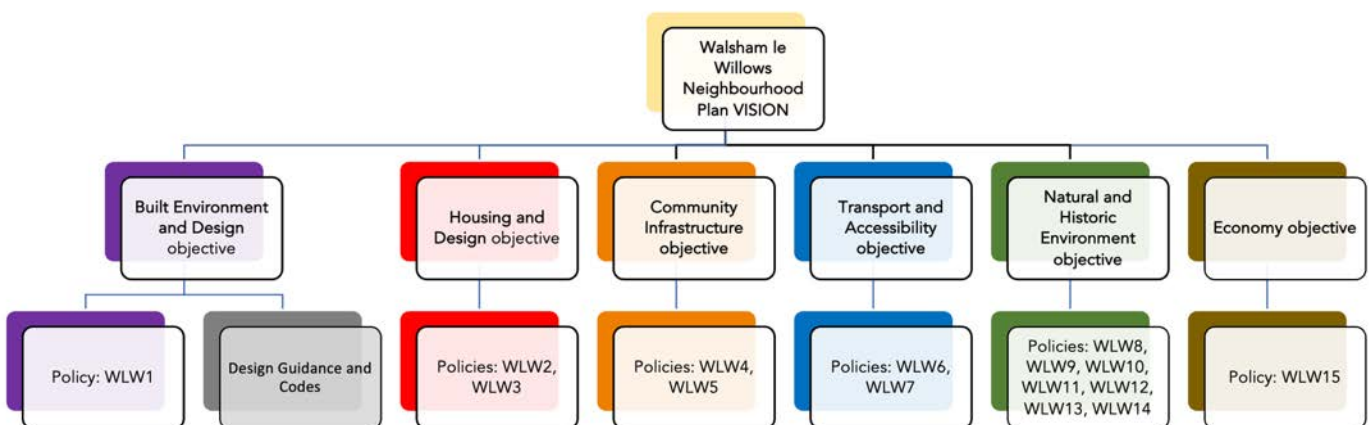 Walsham le
Willows
Neighbourhood
Plan VISION
Built Environment
and Design
objective
Housing and
Design objective
Community
Infrastructure
objective
Transport and
Accessibility
objective
Natural and
Historic
Environment
objective
Economy objective
Policy: WLW1
Design Guidance and
Codes
Policies: WLW2,
WLW3
Policies: WLW4,
WLW5
Policies: WLW6,
WLW7
Policies: WLW8,
WLW9, WLW10,
WLW11, WLW12,
WLW13, WLW14
Policy: WLW15